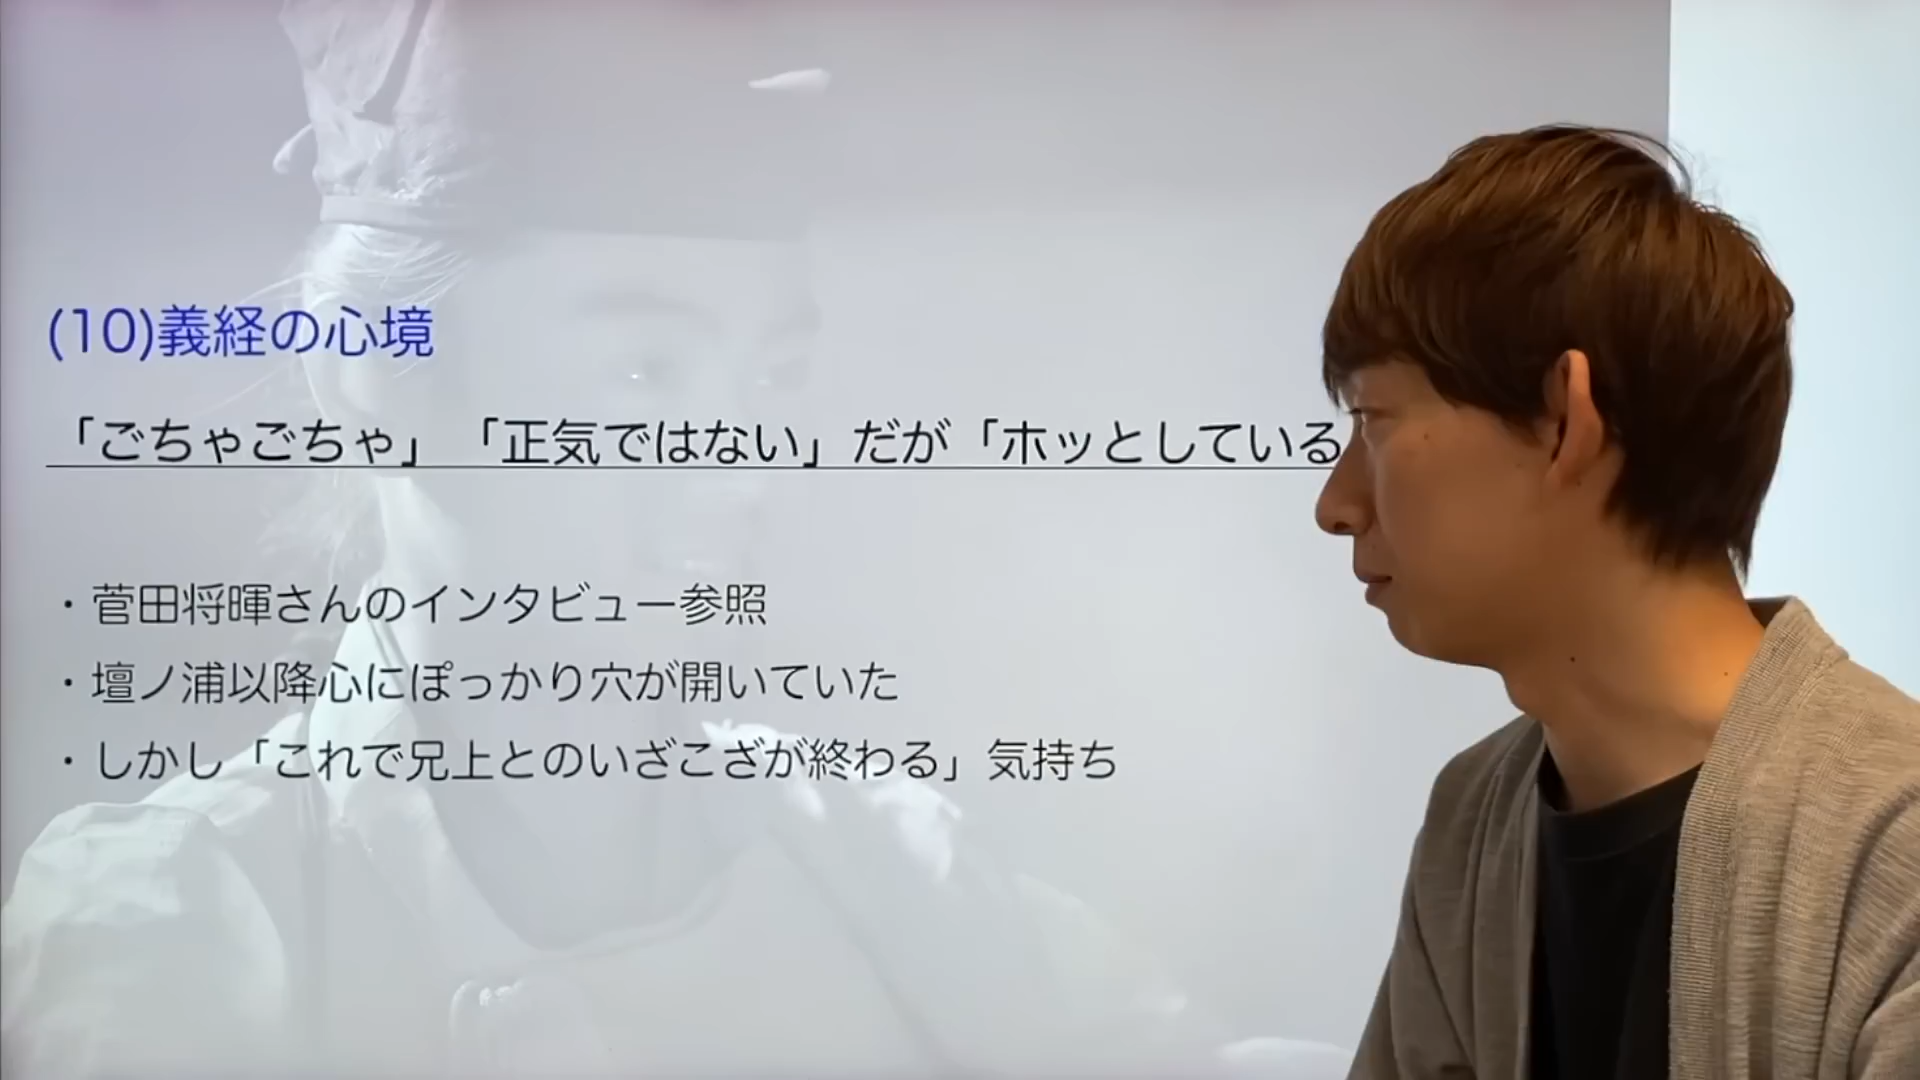 (10)義経の心境
「ごちゃごちゃ」「正気ではない」だが「ホッとしている
・菅田将暉さんのインタビュー参照
・壇ノ浦以降心にぽっかり穴が開いていた
・しかし「これで兄上とのいざこざが終わる」気持ち